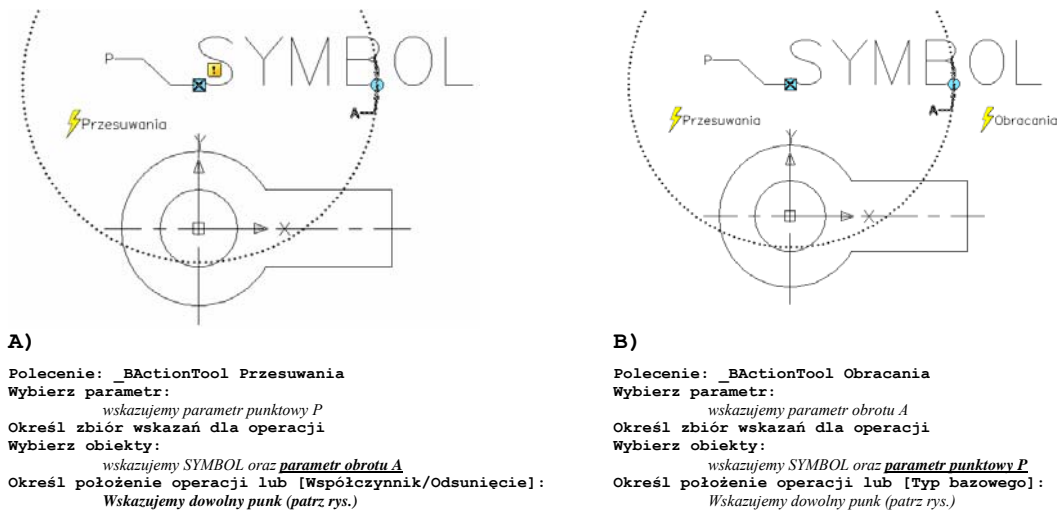 P
SYMBOL
!
A
Przesuwania
Y
X
P
SYMBOL
A
Przesuwania
Obracania
Y
X
A)
Polecenie: _BActionTool Przesuwania
Wybierz parametr:
wskazujemy parametr punktowy P
Określ zbiór wskazań dla operacji
Wybierz obiekty:
wskazujemy SYMBOL oraz parametr obrotu A
Określ położenie operacji lub [Współczynnik/Odsunięcie]:
Wskazujemy dowolny punk (patrz rys.)
B)
Polecenie: _BActionTool Obracania
Wybierz parametr:
wskazujemy parametr obrotu A
Określ zbiór wskazań dla operacji
Wybierz obiekty:
wskazujemy SYMBOL oraz parametr punktowy P
Określ położenie operacji lub [Typ bazowego]:
Wskazujemy dowolny punk (patrz rys.)